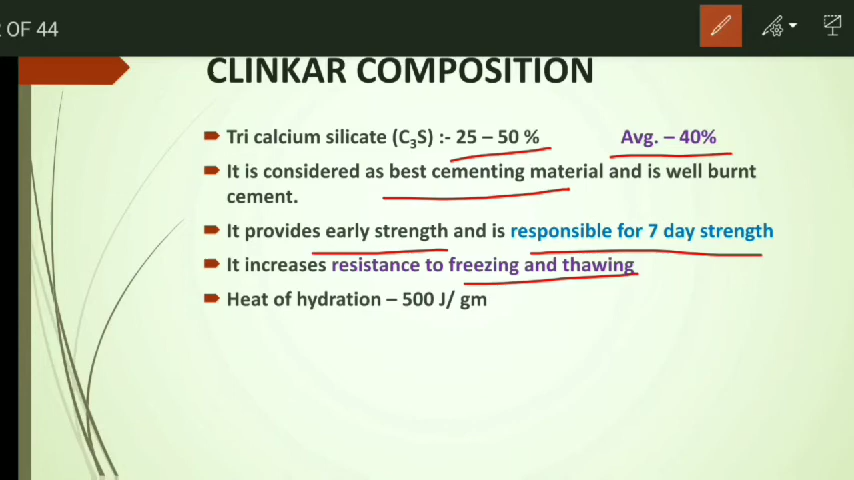 OF 44
CLINKAR COMPOSITION
Tri calcium silicate (C₃S) :- 25 – 50 % Avg. – 40%
It is considered as best cementing material and is well burnt
cement.
It provides early strength and is responsible for 7 day strength
It increases resistance to freezing and thawing
Heat of hydration – 500 J/ gm